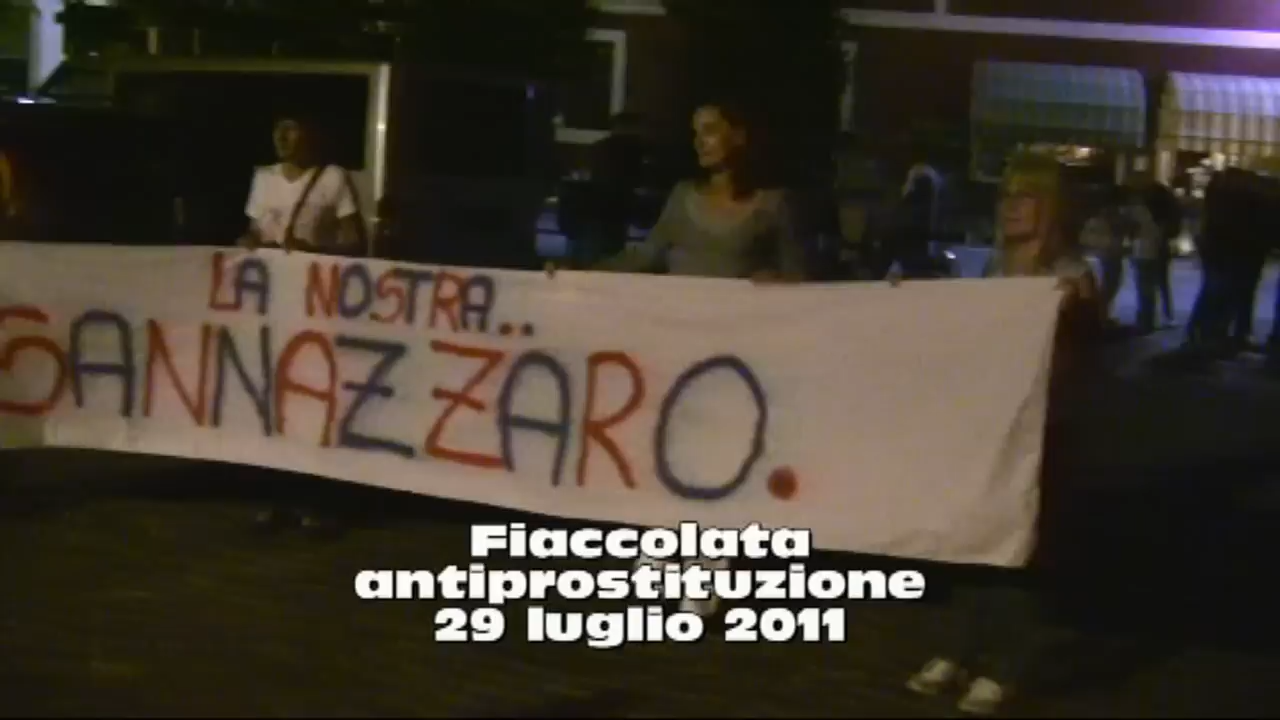 LA NOSTRA..
SANNAZZARO.
Fiaccolata
antiprostituzione
29 luglio 2011